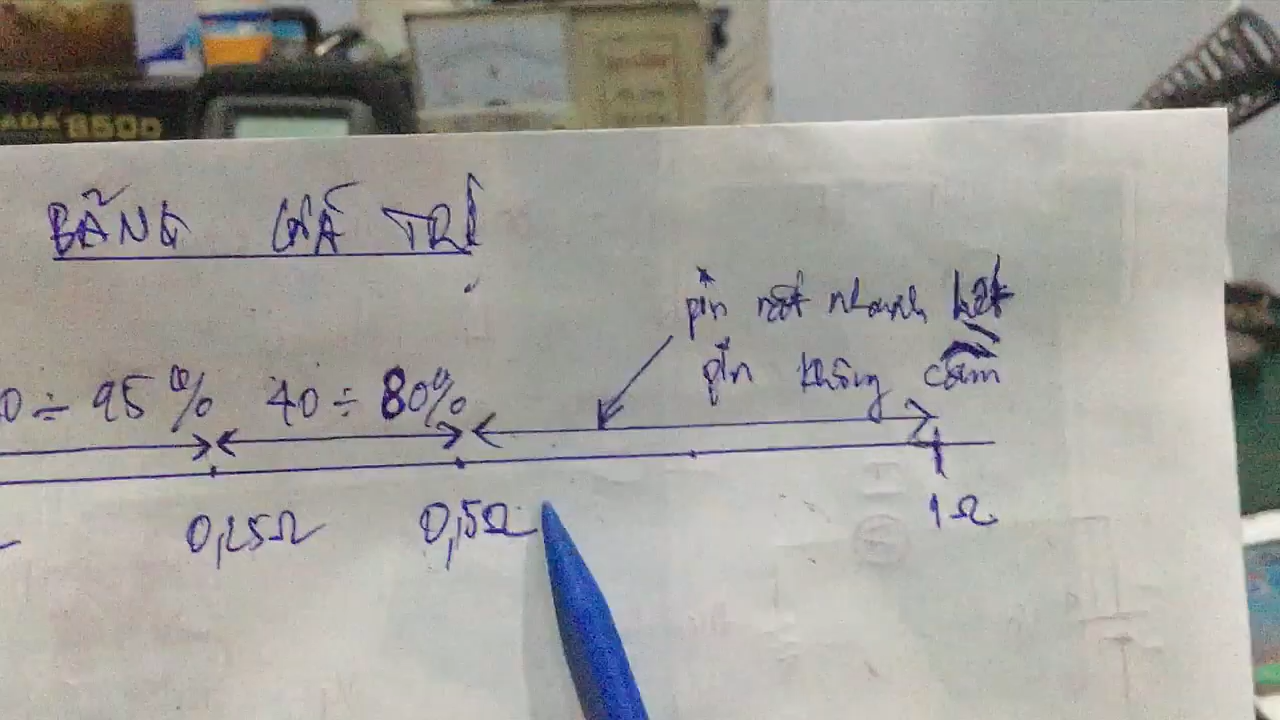 8500
BẢNG GIÁ TRỊ
pin rất nhanh hết
pin không cầm
0 ÷ 95% 40 ÷ 80%
0,25Ω 0,5Ω 1Ω